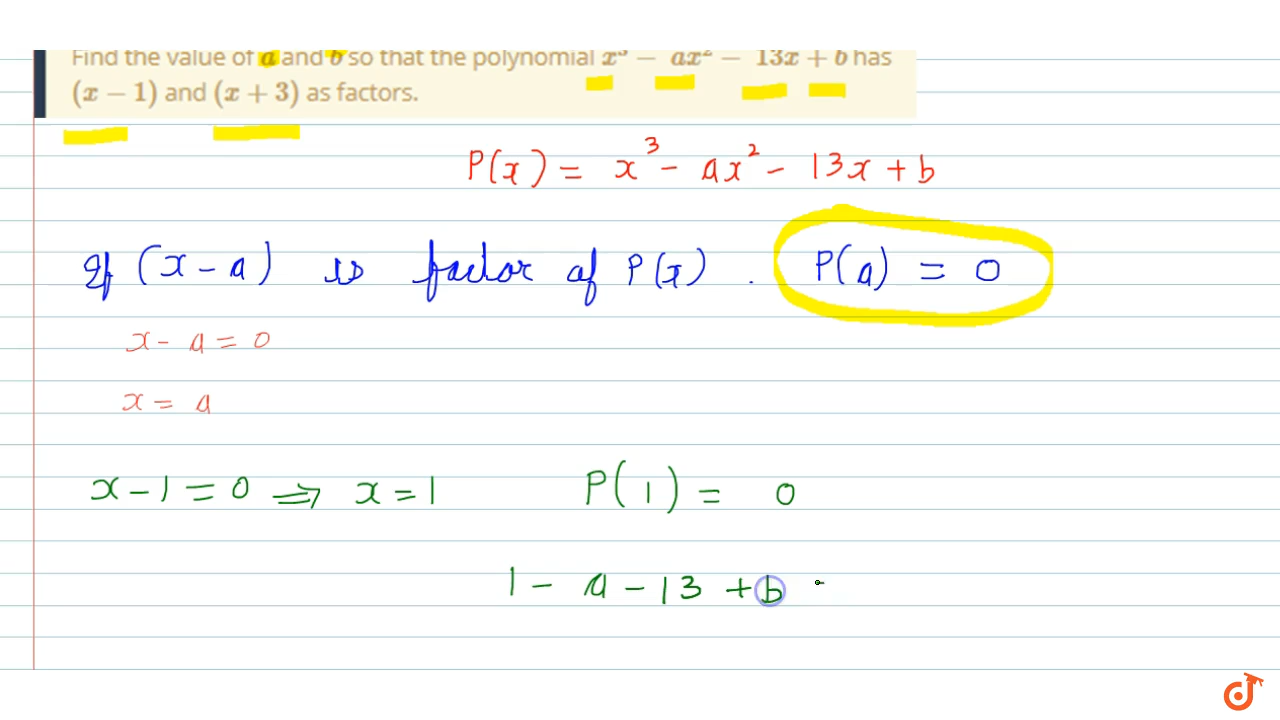 Find the value of a and b so that the polynomial x³ − ax² − 13x + b has
(x − 1) and (x + 3) as factors.
P(x) = x³ − ax² − 13x + b
If (x − a) is factor of P(x). P(a) = 0
x − a = 0
x = a
x − 1 = 0 ⇒ x = 1 P(1) = 0
1 − a − 13 + b